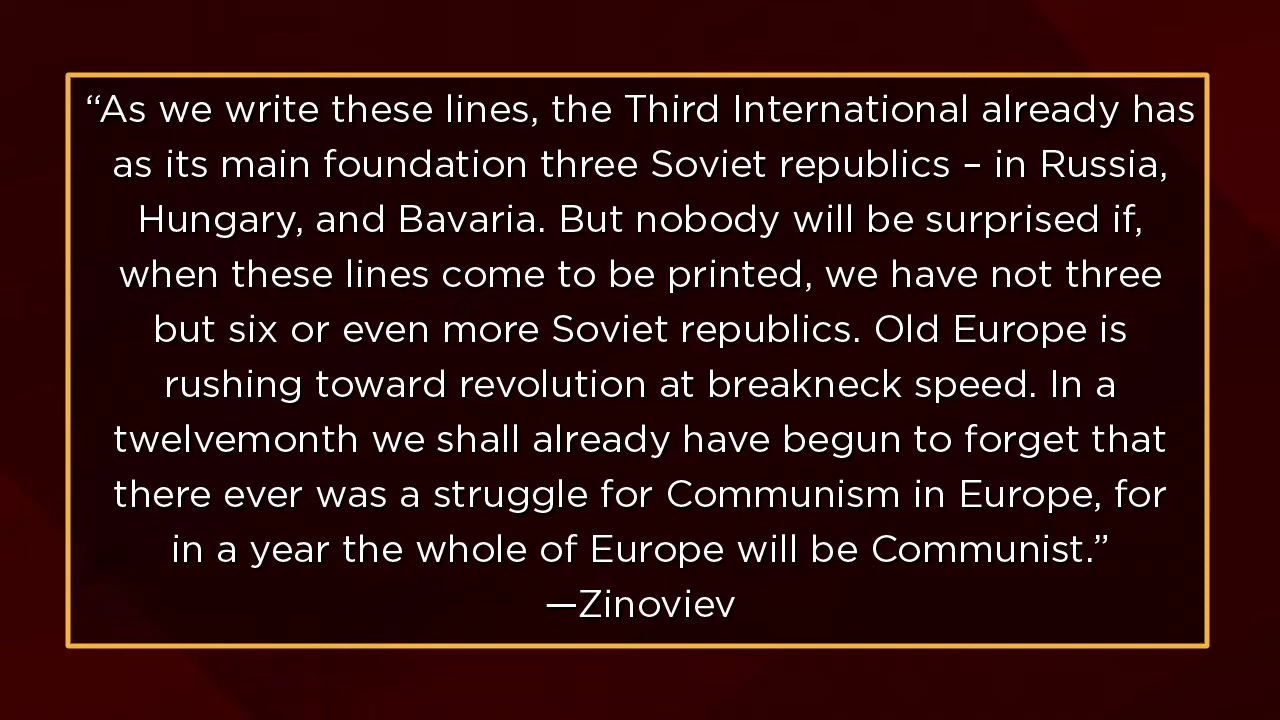 “As we write these lines, the Third International already has
as its main foundation three Soviet republics – in Russia,
Hungary, and Bavaria. But nobody will be surprised if,
when these lines come to be printed, we have not three
but six or even more Soviet republics. Old Europe is
rushing toward revolution at breakneck speed. In a
twelvemonth we shall already have begun to forget that
there ever was a struggle for Communism in Europe, for
in a year the whole of Europe will be Communist.”
—Zinoviev